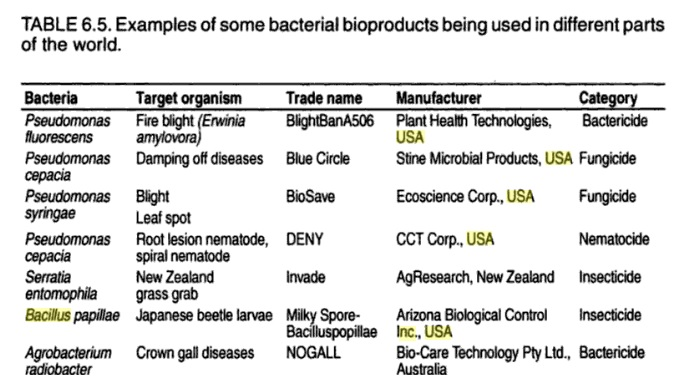 TABLE 6.5. Examples of some bacterial bioproducts being used in different parts
of the world.
Bacteria Target organism Trade name Manufacturer Category
Pseudomonas Fire blight (Erwinia BlightBanA506 Plant Health Technologies, Bactericide
fluorescens amylovora) USA
Pseudomonas Damping off diseases Blue Circle Stine Microbial Products, USA Fungicide
cepacia
Pseudomonas Blight BioSave Ecoscience Corp., USA Fungicide
syringae Leaf spot
Pseudomonas Root lesion nematode, DENY CCT Corp., USA Nematocide
cepacia spiral nematode
Serratia New Zealand Invade AgResearch, New Zealand Insecticide
entomophila grass grab
Bacillus papillae Japanese beetle larvae Milky Spore- Arizona Biological Control Insecticide
Bacilluspopillae Inc., USA
Agrobacterium Crown gall diseases NOGALL Bio-Care Technology Pty Ltd., Bactericide
radiobacter Australia